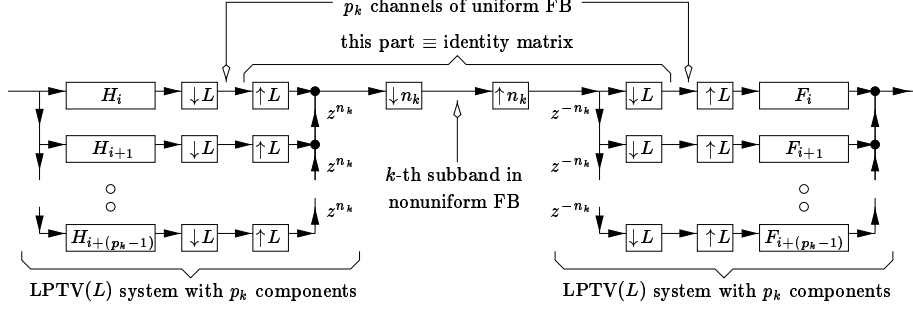 p_k channels of uniform FB
this part ≡ identity matrix
H_i ↓L ↑L ↓n_k ↑n_k ↓L ↑L F_i
z^{n_k} z^{-n_k}
H_{i+1} ↓L ↑L ↓L ↑L F_{i+1}
z^{n_k} k-th subband in z^{-n_k}
nonuniform FB
z^{n_k} z^{-n_k}
H_{i+(p_k-1)} ↓L ↑L ↓L ↑L F_{i+(p_k-1)}
LPTV(L) system with p_k components LPTV(L) system with p_k components